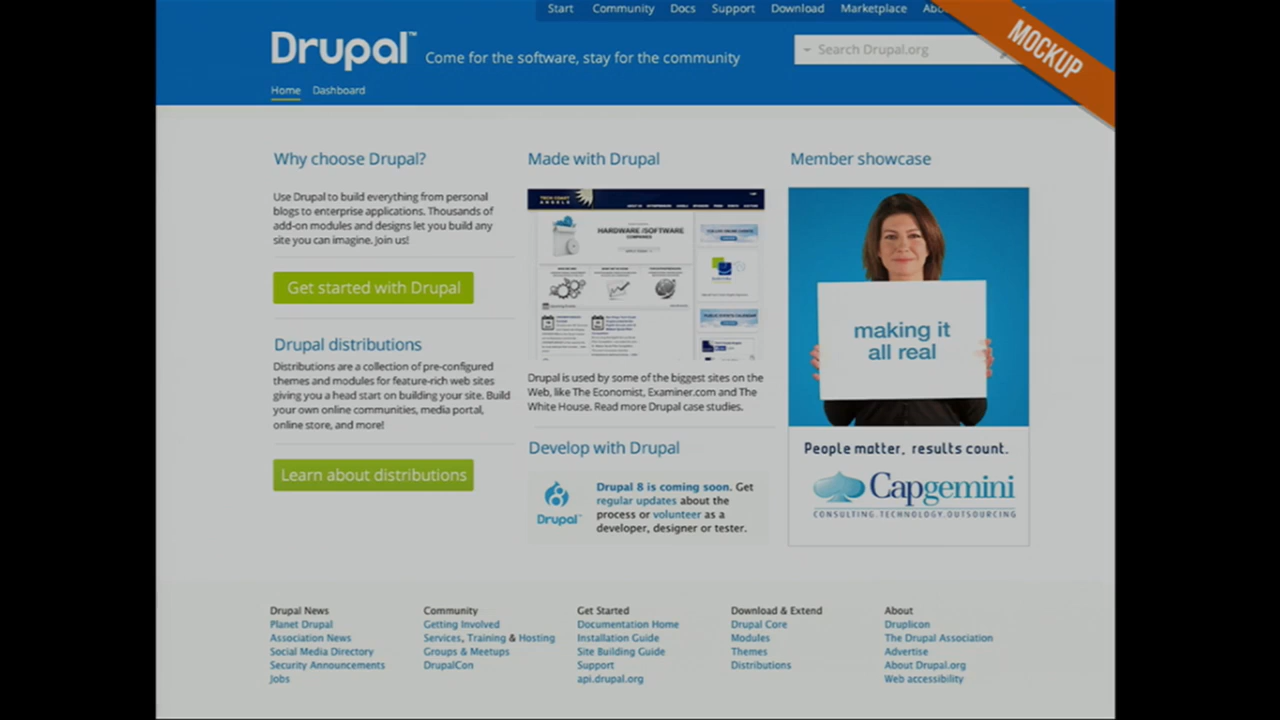 Start Community Docs Support Download Marketplace
MOCKUP
Drupal™ Come for the software, stay for the community
Search Drupal.org
Home Dashboard
Why choose Drupal?
Use Drupal to build everything from personal
blogs to enterprise applications. Thousands of
add-on modules and designs let you build any
site you can imagine. Join us!
Get started with Drupal
Drupal distributions
Distributions are a collection of pre-configured
themes and modules for feature-rich web sites
giving you a head start on building your site. Build
your own online communities, media portal,
online store, and more!
Learn about distributions
Made with Drupal
TECH COAST
ANGELS
HARDWARE /SOFTWARE
COMPANIES
Drupal is used by some of the biggest sites on the
Web, like The Economist, Examiner.com and The
White House. Read more Drupal case studies.
Develop with Drupal
Drupal™
Drupal 8 is coming soon. Get
regular updates about the
process or volunteer as a
developer, designer or tester.
Member showcase
making it
all real
People matter, results count.
Capgemini
CONSULTING.TECHNOLOGY.OUTSOURCING
Drupal News
Planet Drupal
Association News
Social Media Directory
Security Announcements
Jobs
Community
Getting Involved
Services, Training & Hosting
Groups & Meetups
DrupalCon
Get Started
Documentation Home
Installation Guide
Site Building Guide
Support
api.drupal.org
Download & Extend
Drupal Core
Modules
Themes
Distributions
About
Druplicon
The Drupal Association
Advertise
About Drupal.org
Web accessibility